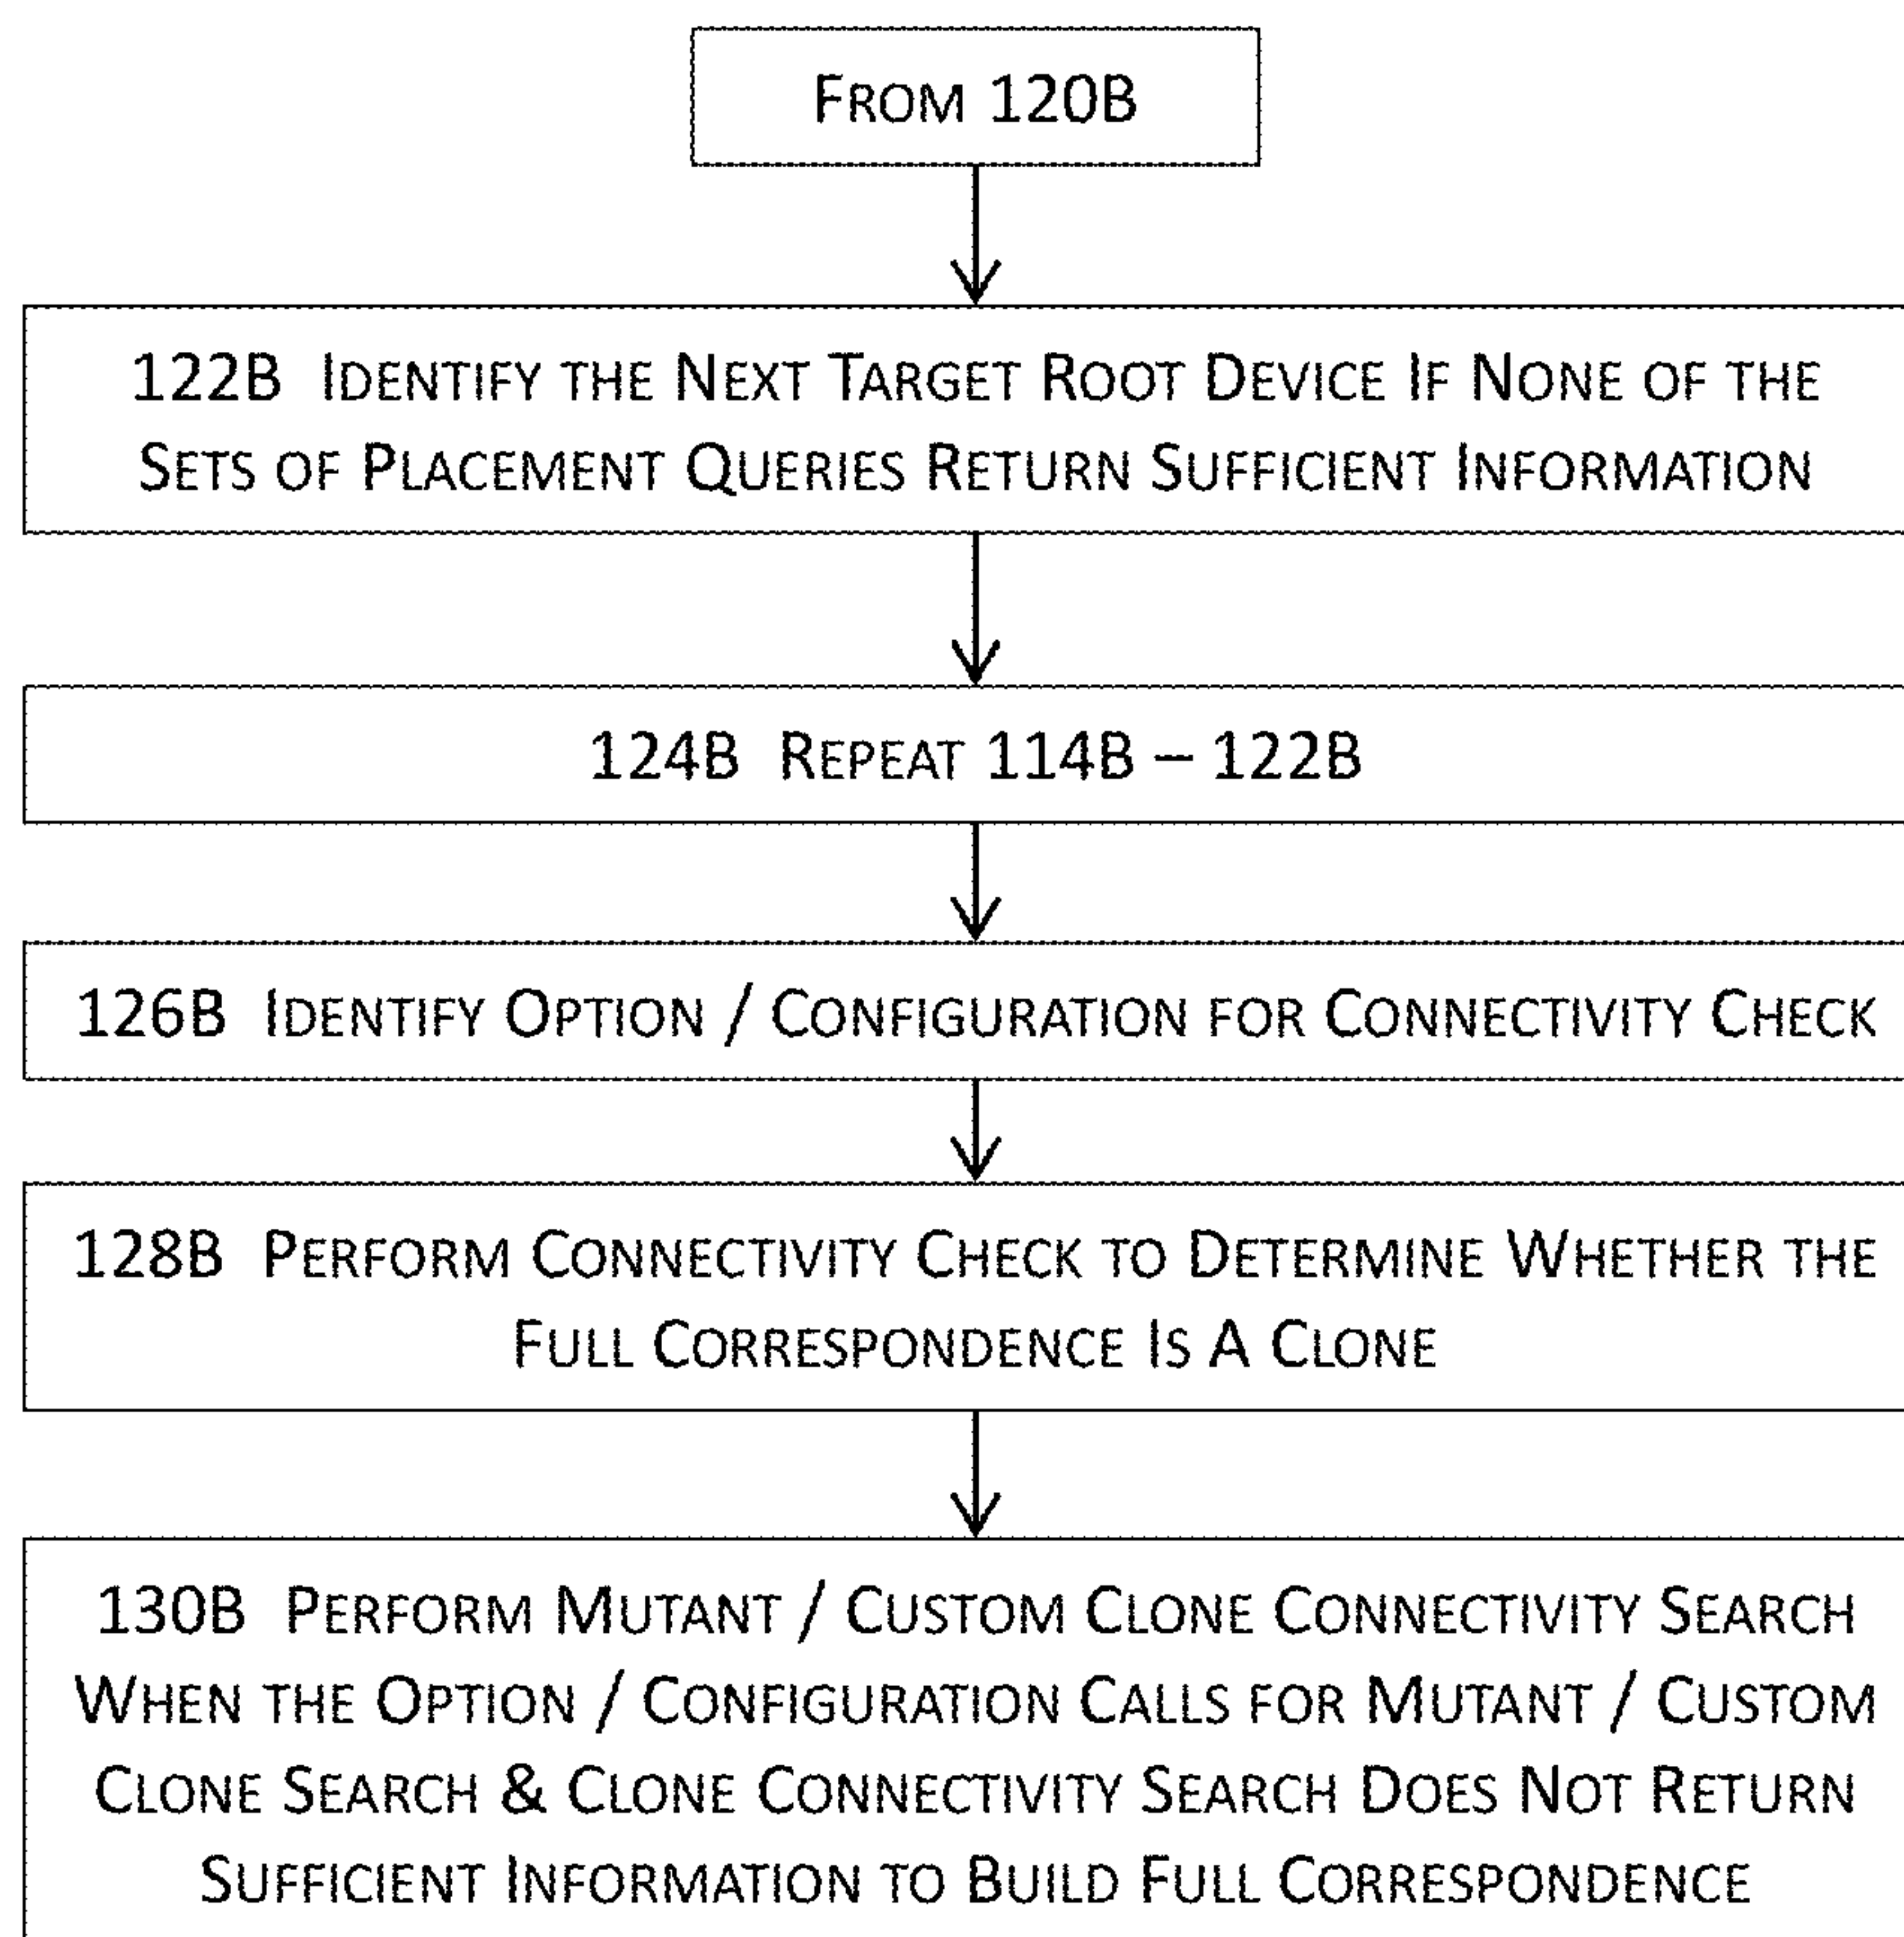 FROM 120B
122B IDENTIFY THE NEXT TARGET ROOT DEVICE IF NONE OF THE
SETS OF PLACEMENT QUERIES RETURN SUFFICIENT INFORMATION
124B REPEAT 114B – 122B
126B IDENTIFY OPTION / CONFIGURATION FOR CONNECTIVITY CHECK
128B PERFORM CONNECTIVITY CHECK TO DETERMINE WHETHER THE
FULL CORRESPONDENCE IS A CLONE
130B PERFORM MUTANT / CUSTOM CLONE CONNECTIVITY SEARCH
WHEN THE OPTION / CONFIGURATION CALLS FOR MUTANT / CUSTOM
CLONE SEARCH & CLONE CONNECTIVITY SEARCH DOES NOT RETURN
SUFFICIENT INFORMATION TO BUILD FULL CORRESPONDENCE